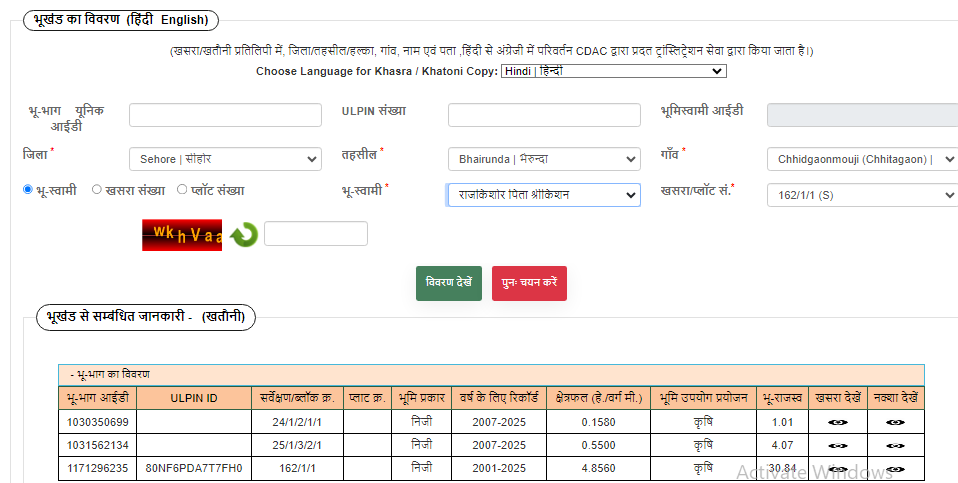 भूखंड का विवरण (हिंदी English)
(खसरा/खतौनी प्रतिलिपी में, जिला/तहसील/हल्का, गांव, नाम एवं पता ,हिंदी से अंग्रेजी में परिवर्तन CDAC द्वारा प्रदत ट्रांस्लिट्रेशन सेवा द्वारा किया जाता है।)
Choose Language for Khasra / Khatoni Copy: Hindi | हिन्दी
भू-भाग यूनिक आईडी ULPIN संख्या भूमिस्वामी आईडी
जिला * Sehore | सीहोर तहसील * Bhairunda | भैरुन्दा गाँव * Chhidgaonmouji (Chhitagaon) |
भू-स्वामी खसरा संख्या प्लॉट संख्या भू-स्वामी * राजकिशोर पिता श्रीकिशन खसरा/प्लॉट सं.* 162/1/1 (S)
wkhVaa
विवरण देखें पुनः चयन करें
भूखंड से सम्बंधित जानकारी - (खतौनी)
- भू-भाग का विवरण
भू-भाग आईडी ULPIN ID सर्वेक्षण/ब्लॉक क्र. प्लाट क्र. भूमि प्रकार वर्ष के लिए रिकॉर्ड क्षेत्रफल (हे./वर्ग मी.) भूमि उपयोग प्रयोजन भू-राजस्व खसरा देखें नक्शा देखें
1030350699 24/1/2/1/1 निजी 2007-2025 0.1580 कृषि 1.01
1031562134 25/1/3/2/1 निजी 2007-2025 0.5500 कृषि 4.07
1171296235 80NF6PDA7T7FH0 162/1/1 निजी 2001-2025 4.8560 कृषि 30.84
Activate Windows